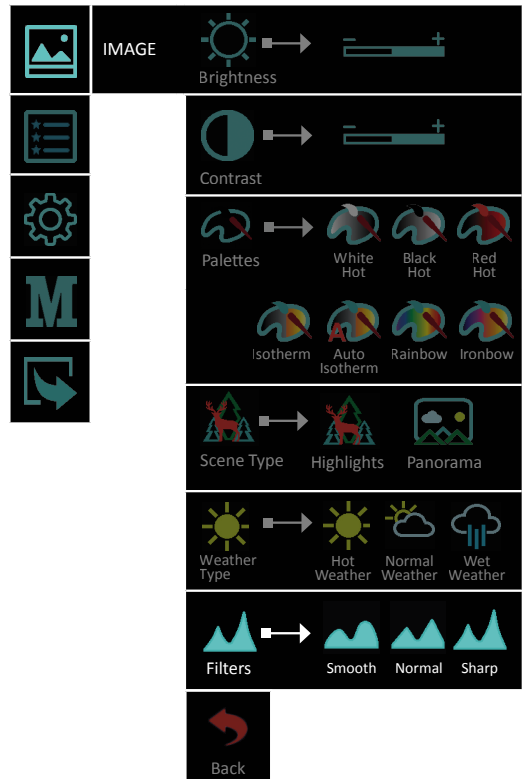 IMAGE
Brightness
Contrast
Palettes
White Hot
Black Hot
Red Hot
Isotherm
Auto Isotherm
Rainbow
Ironbow
Scene Type
Highlights
Panorama
Weather Type
Hot Weather
Normal Weather
Wet Weather
Filters
Smooth
Normal
Sharp
M
Back